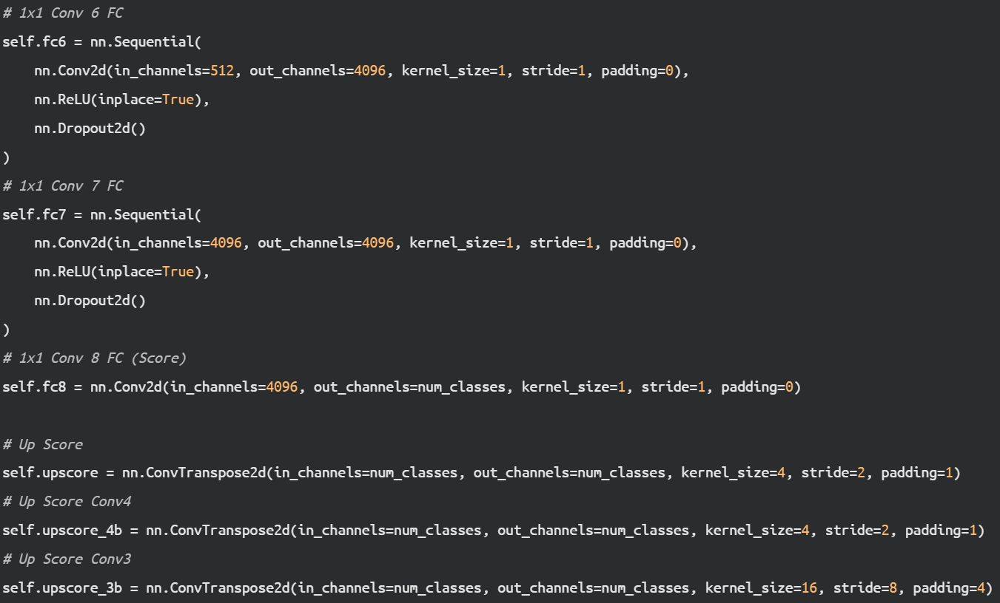 # 1x1 Conv 6 FC
self.fc6 = nn.Sequential(
    nn.Conv2d(in_channels=512, out_channels=4096, kernel_size=1, stride=1, padding=0),
    nn.ReLU(inplace=True),
    nn.Dropout2d()
)
# 1x1 Conv 7 FC
self.fc7 = nn.Sequential(
    nn.Conv2d(in_channels=4096, out_channels=4096, kernel_size=1, stride=1, padding=0),
    nn.ReLU(inplace=True),
    nn.Dropout2d()
)
# 1x1 Conv 8 FC (Score)
self.fc8 = nn.Conv2d(in_channels=4096, out_channels=num_classes, kernel_size=1, stride=1, padding=0)

# Up Score
self.upscore = nn.ConvTranspose2d(in_channels=num_classes, out_channels=num_classes, kernel_size=4, stride=2, padding=1)
# Up Score Conv4
self.upscore_4b = nn.ConvTranspose2d(in_channels=num_classes, out_channels=num_classes, kernel_size=4, stride=2, padding=1)
# Up Score Conv3
self.upscore_3b = nn.ConvTranspose2d(in_channels=num_classes, out_channels=num_classes, kernel_size=16, stride=8, padding=4)